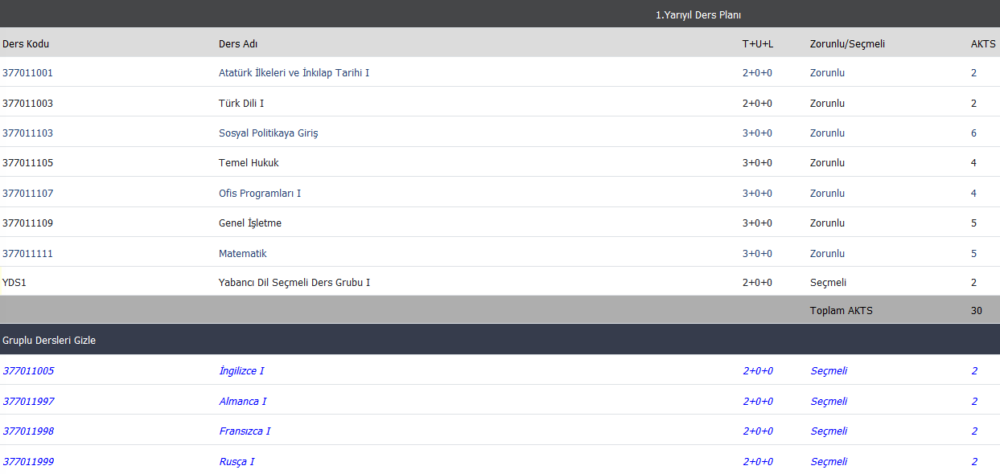 1.Yarıyıl Ders Planı
Ders Kodu Ders Adı T+U+L Zorunlu/Seçmeli AKTS
377011001 Atatürk İlkeleri ve İnkılap Tarihi I 2+0+0 Zorunlu 2
377011003 Türk Dili I 2+0+0 Zorunlu 2
377011103 Sosyal Politikaya Giriş 3+0+0 Zorunlu 6
377011105 Temel Hukuk 3+0+0 Zorunlu 4
377011107 Ofis Programları I 3+0+0 Zorunlu 4
377011109 Genel İşletme 3+0+0 Zorunlu 5
377011111 Matematik 3+0+0 Zorunlu 5
YDS1 Yabancı Dil Seçmeli Ders Grubu I 2+0+0 Seçmeli 2
Toplam AKTS 30
Gruplu Dersleri Gizle
377011005 İngilizce I 2+0+0 Seçmeli 2
377011997 Almanca I 2+0+0 Seçmeli 2
377011998 Fransızca I 2+0+0 Seçmeli 2
377011999 Rusça I 2+0+0 Seçmeli 2